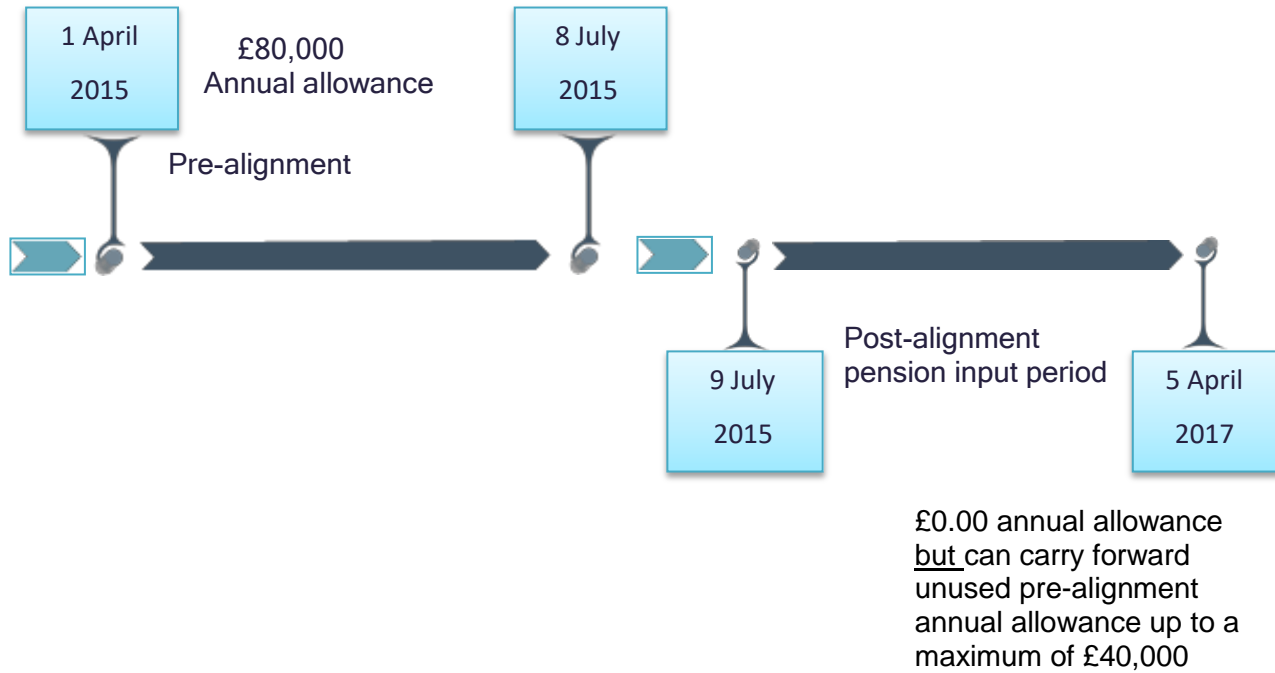 1 April
2015
£80,000
Annual allowance
8 July
2015
Pre-alignment
9 July
2015
Post-alignment
pension input period
5 April
2017
£0.00 annual allowance
but can carry forward
unused pre-alignment
annual allowance up to a
maximum of £40,000